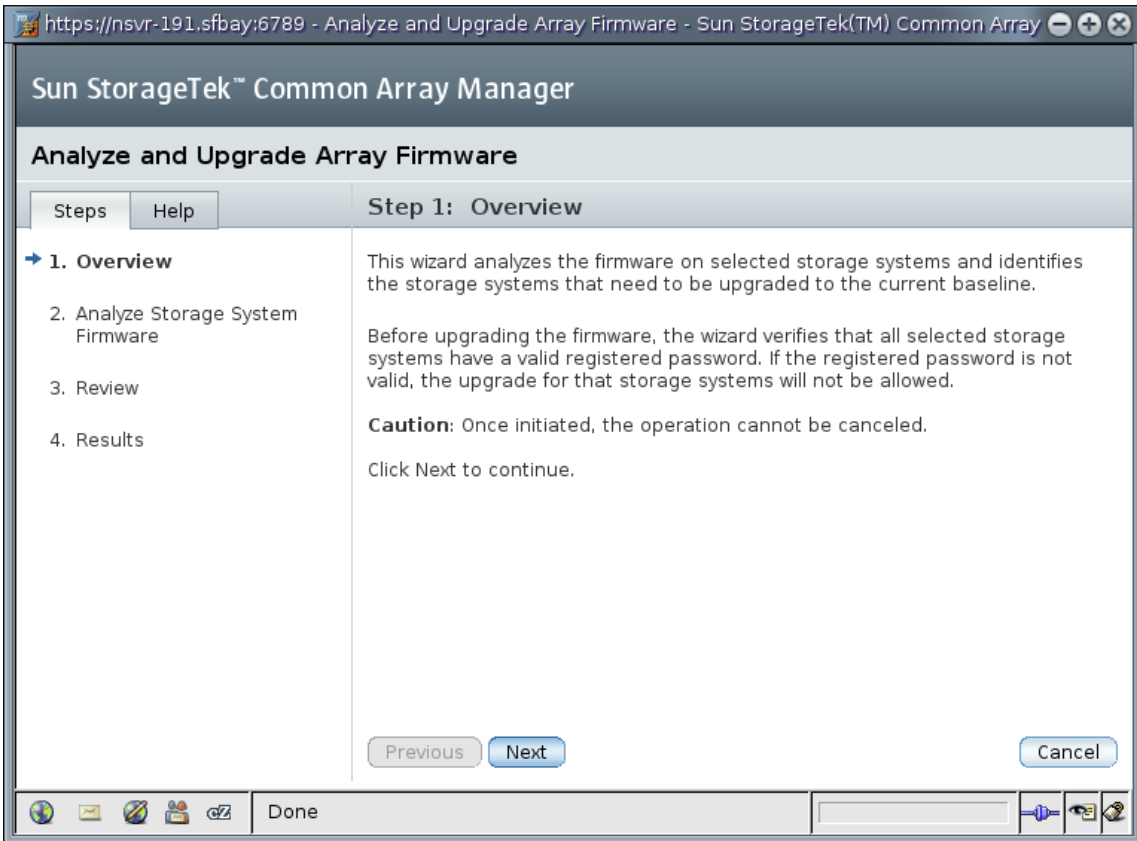 https://nsvr-191.sfbay:6789 - Analyze and Upgrade Array Firmware - Sun StorageTek(TM) Common Array
Sun StorageTek™ Common Array Manager
Analyze and Upgrade Array Firmware
Steps
Help
Step 1: Overview
1. Overview
2. Analyze Storage System
Firmware
3. Review
4. Results
This wizard analyzes the firmware on selected storage systems and identifies
the storage systems that need to be upgraded to the current baseline.
Before upgrading the firmware, the wizard verifies that all selected storage
systems have a valid registered password. If the registered password is not
valid, the upgrade for that storage systems will not be allowed.
Caution: Once initiated, the operation cannot be canceled.
Click Next to continue.
Previous
Next
Cancel
Done